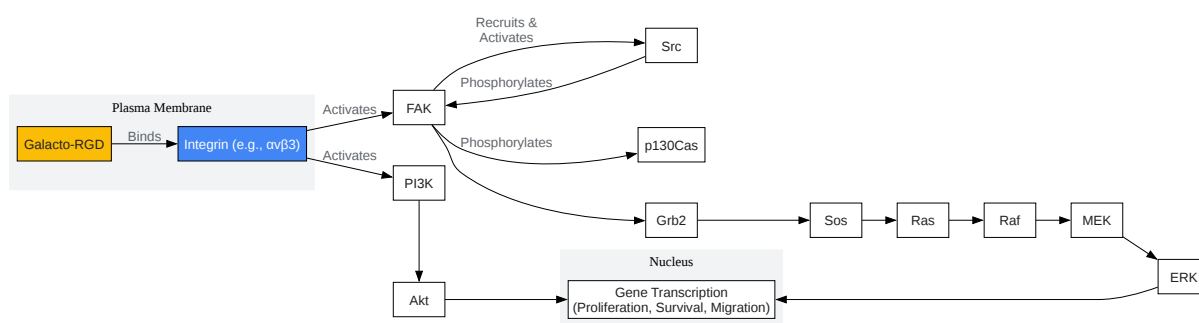 Recruits &
Activates
Src
Phosphorylates
Plasma Membrane
Activates
FAK
Galacto-RGD
Binds
Integrin (e.g., αvβ3)
Phosphorylates
p130Cas
Activates
PI3K
Grb2
Sos
Ras
Raf
MEK
Nucleus
ERK
Akt
Gene Transcription
(Proliferation, Survival, Migration)